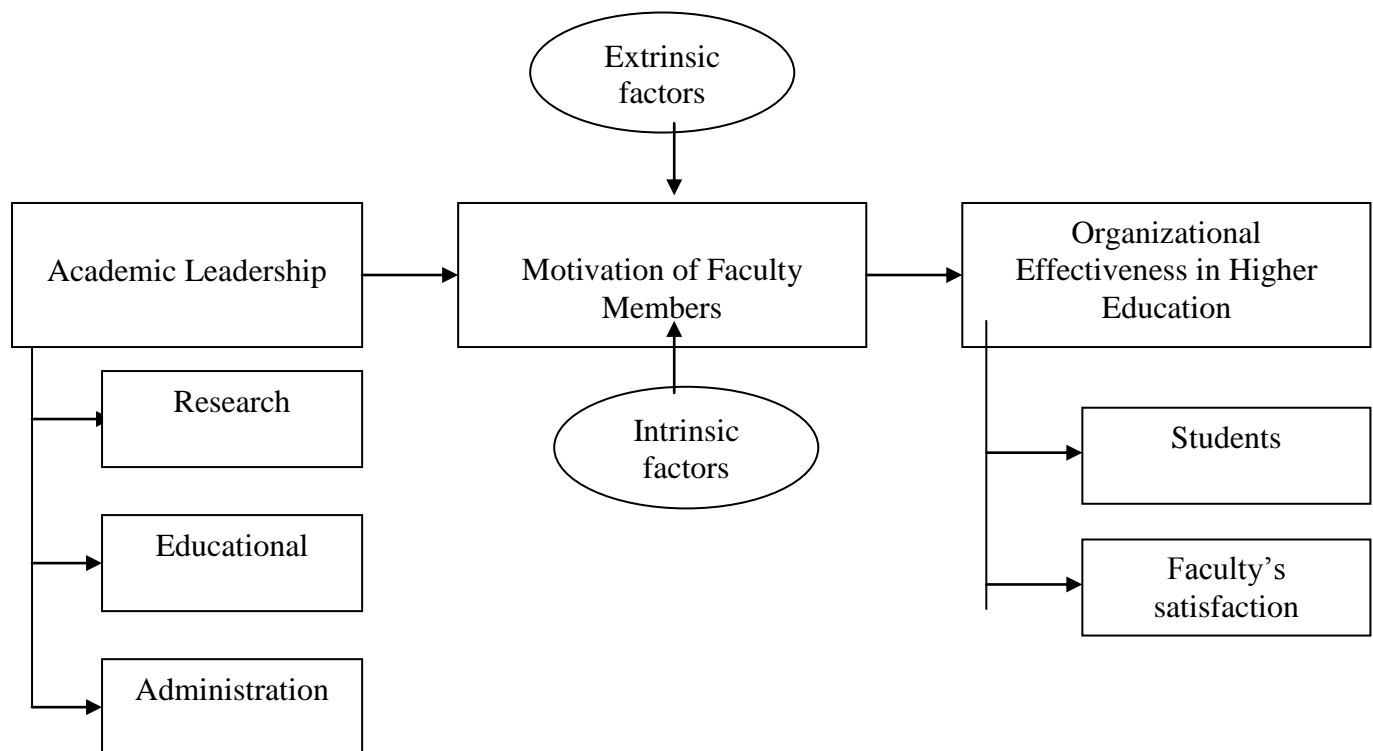 Extrinsic
factors
Academic Leadership
Motivation of Faculty
Members
Organizational
Effectiveness in Higher
Education
Research
Educational
Administration
Intrinsic
factors
Students
Faculty’s
satisfaction